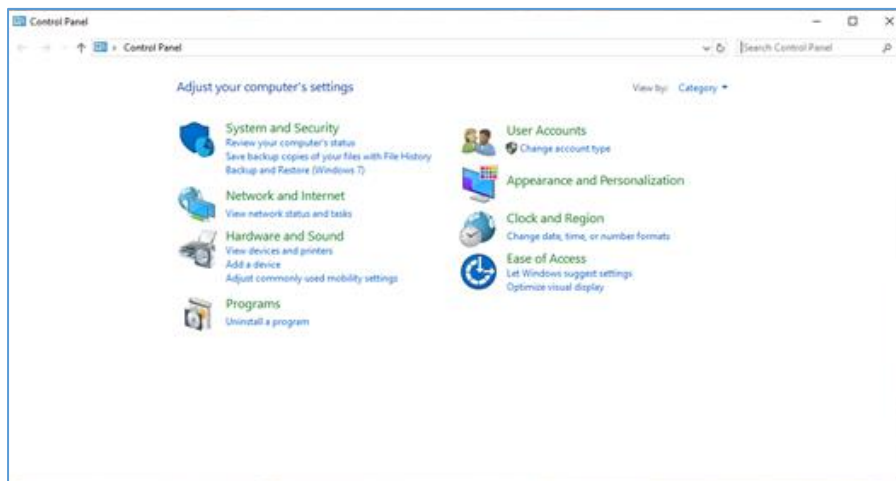 Control Panel
Control Panel
Search Control Panel
Adjust your computer's settings
View by: Category
System and Security
Review your computer's status
Save backup copies of your files with File History
Backup and Restore (Windows 7)
Network and Internet
View network status and tasks
Hardware and Sound
View devices and printers
Add a device
Adjust commonly used mobility settings
Programs
Uninstall a program
User Accounts
Change account type
Appearance and Personalization
Clock and Region
Change date, time, or number formats
Ease of Access
Let Windows suggest settings
Optimize visual display